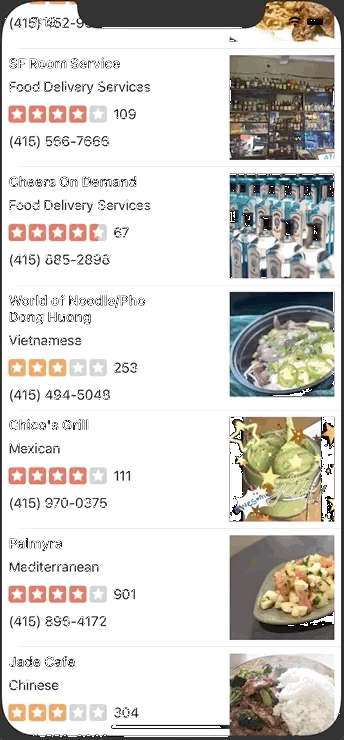 SF Room Service
Food Delivery Services
109
(415) 566-7666
Cheers On Demand
Food Delivery Services
67
(415) 685-2898
World of Noodle/Pho
Dong Huong
Vietnamese
253
(415) 494-5048
Chico's Grill
Mexican
111
(415) 970-0375
Palmyra
Mediterranean
901
(415) 896-4172
Jade Cafe
Chinese
304